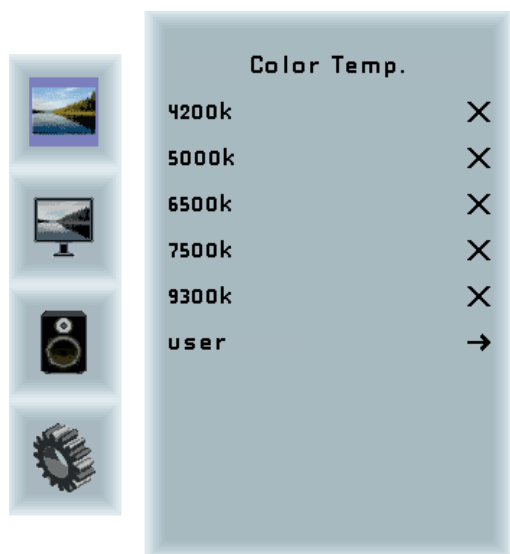 Color Temp.
4200k X
5000k X
6500k X
7500k X
9300k X
user →